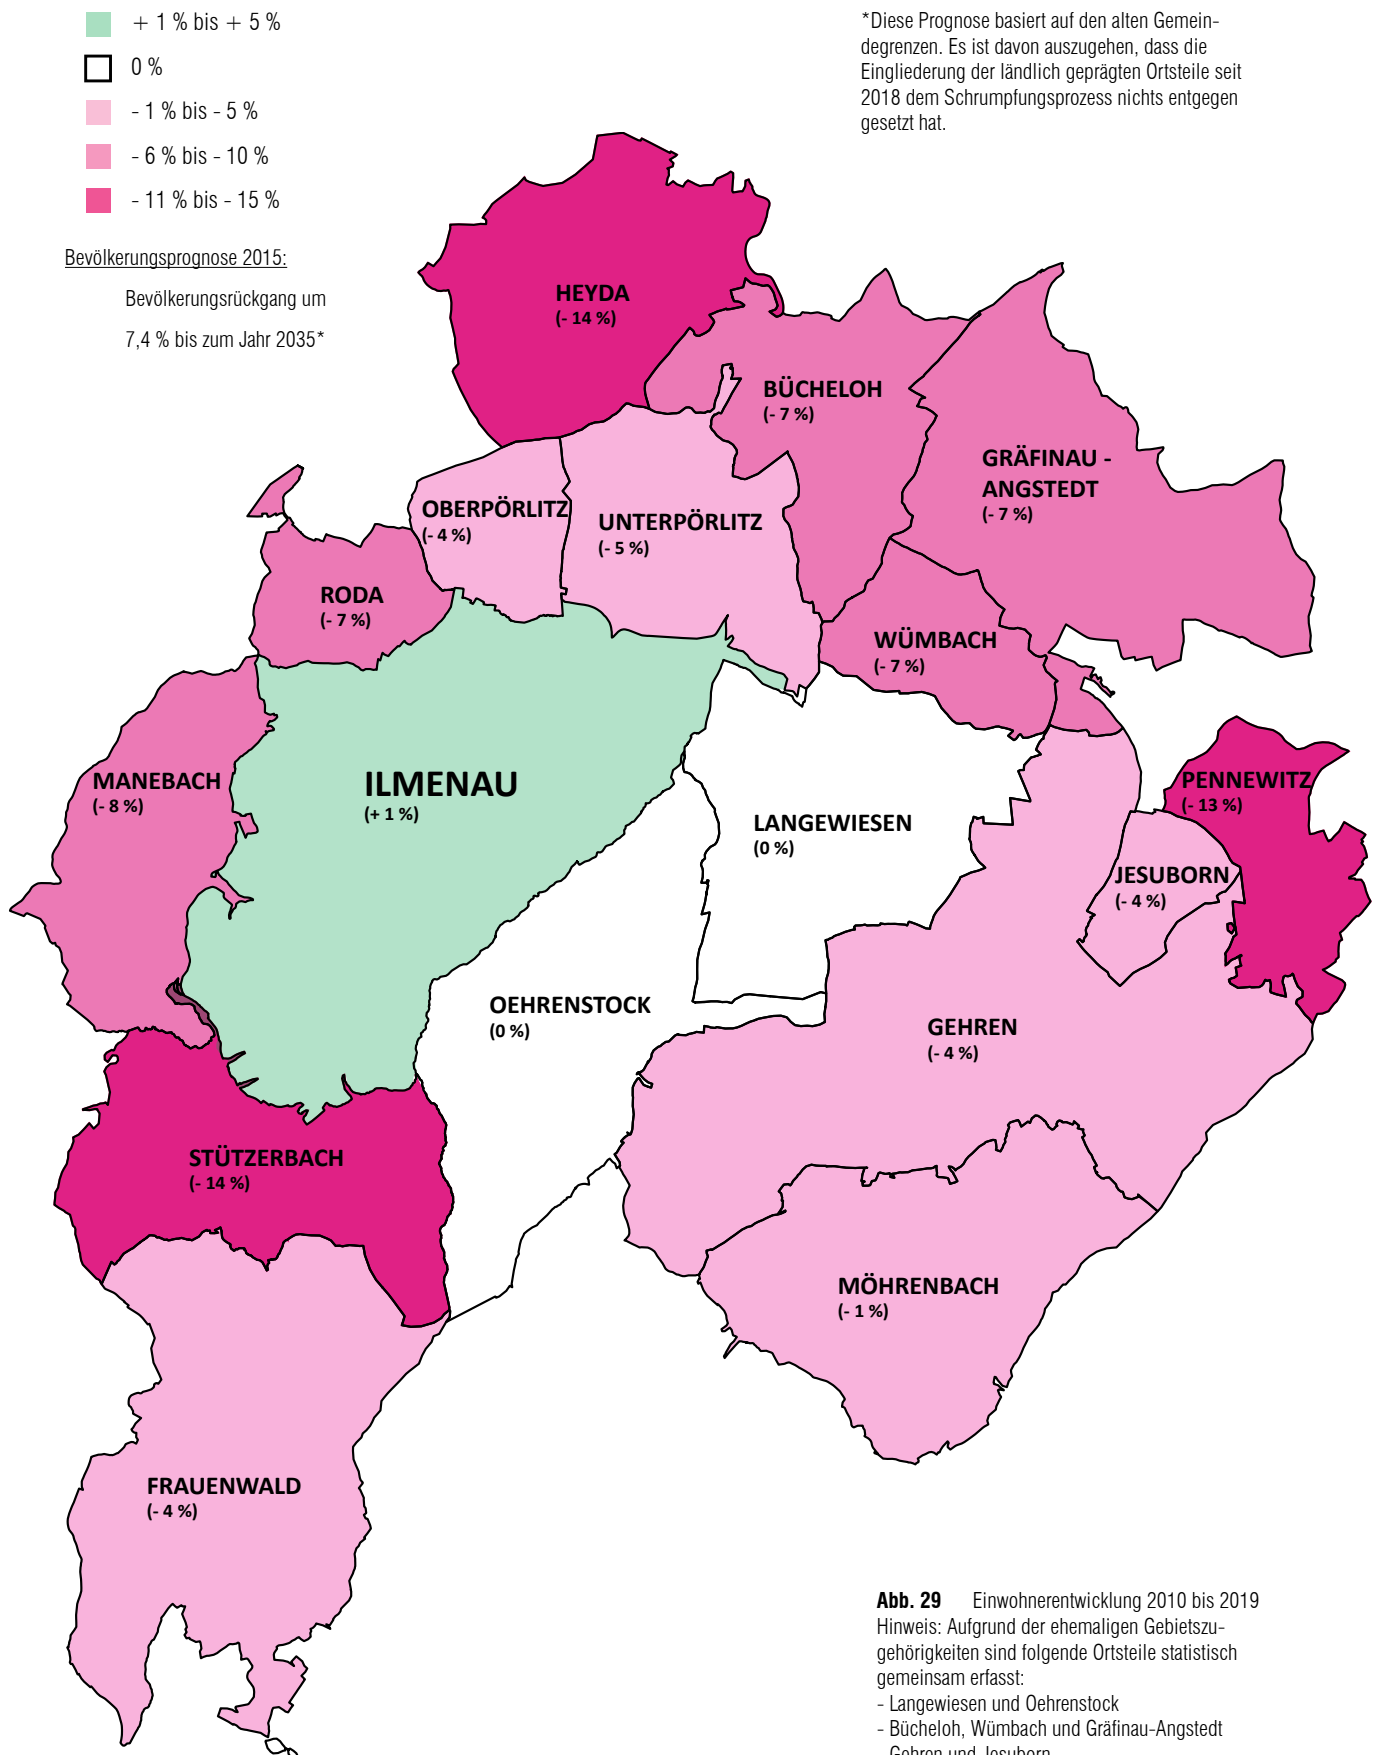 + 1 % bis + 5 %
0 %
- 1 % bis - 5 %
- 6 % bis - 10 %
- 11 % bis - 15 %
Bevölkerungsprognose 2015:
Bevölkerungsrückgang um
7,4 % bis zum Jahr 2035*
*Diese Prognose basiert auf den alten Gemein-
degrenzen. Es ist davon auszugehen, dass die
Eingliederung der ländlich geprägten Ortsteile seit
2018 dem Schrumpfungsprozess nichts entgegen
gesetzt hat.
HEYDA
(- 14 %)
BÜCHELOH
(- 7 %)
GRÄFINAU -
ANGSTEDT
(- 7 %)
OBERPÖRLITZ
(- 4 %)
UNTERPÖRLITZ
(- 5 %)
RODA
(- 7 %)
WÜMBACH
(- 7 %)
MANEBACH
(- 8 %)
ILMENAU
(+ 1 %)
PENNEWITZ
(- 13 %)
LANGEWIESEN
(0 %)
JESUBORN
(- 4 %)
OEHRENSTOCK
(0 %)
GEHREN
(- 4 %)
STÜTZERBACH
(- 14 %)
MÖHRENBACH
(- 1 %)
FRAUENWALD
(- 4 %)
Abb. 29 Einwohnerentwicklung 2010 bis 2019
Hinweis: Aufgrund der ehemaligen Gebietszu-
gehörigkeiten sind folgende Ortsteile statistisch
gemeinsam erfasst:
- Langewiesen und Oehrenstock
- Bücheloh, Wümbach und Gräfinau-Angstedt
- Gehren und Jesuborn